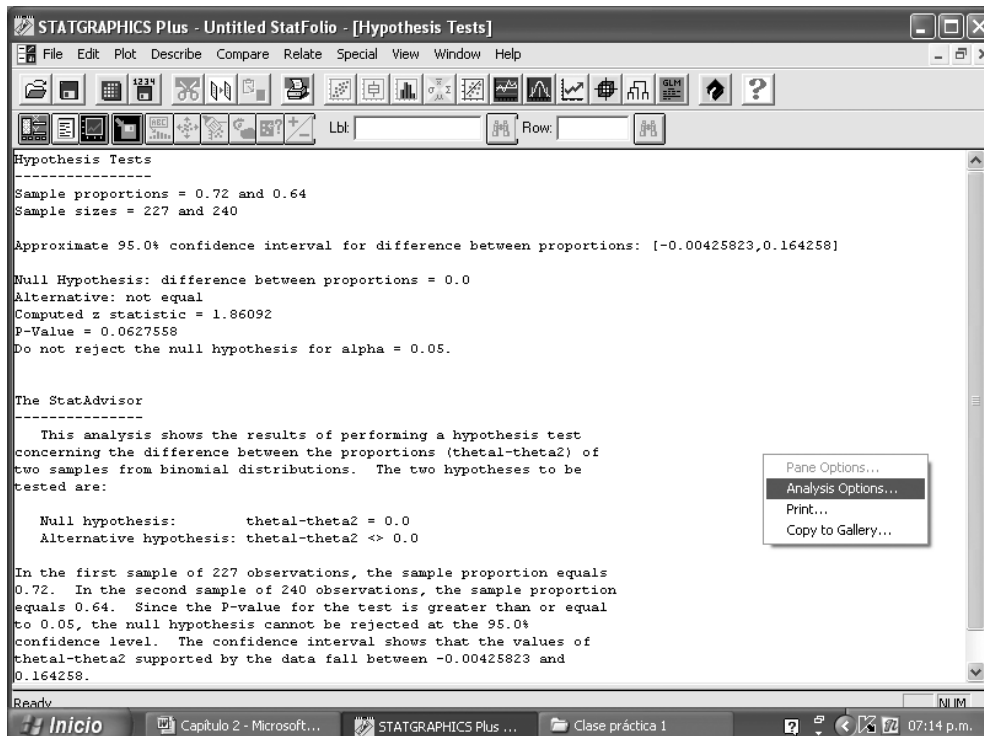 STATGRAPHICS Plus - Untitled StatFolio - [Hypothesis Tests]
File Edit Plot Describe Compare Relate Special View Window Help
Lbl: Row:
Hypothesis Tests
----------------
Sample proportions = 0.72 and 0.64
Sample sizes = 227 and 240
Approximate 95.0% confidence interval for difference between proportions: [-0.00425823,0.164258]
Null Hypothesis: difference between proportions = 0.0
Alternative: not equal
Computed z statistic = 1.86092
P-Value = 0.0627558
Do not reject the null hypothesis for alpha = 0.05.
The StatAdvisor
---------------
This analysis shows the results of performing a hypothesis test
concerning the difference between the proportions (theta1-theta2) of
two samples from binomial distributions. The two hypotheses to be
tested are:
Null hypothesis: theta1-theta2 = 0.0
Alternative hypothesis: theta1-theta2 <> 0.0
In the first sample of 227 observations, the sample proportion equals
0.72. In the second sample of 240 observations, the sample proportion
equals 0.64. Since the P-value for the test is greater than or equal
to 0.05, the null hypothesis cannot be rejected at the 95.0%
confidence level. The confidence interval shows that the values of
theta1-theta2 supported by the data fall between -0.00425823 and
0.164258.
Pane Options...
Analysis Options...
Print...
Copy to Gallery...
Ready NUM
Inicio Capítulo 2 - Microsoft... STATGRAPHICS Plus ... Clase práctica 1 07:14 p.m.